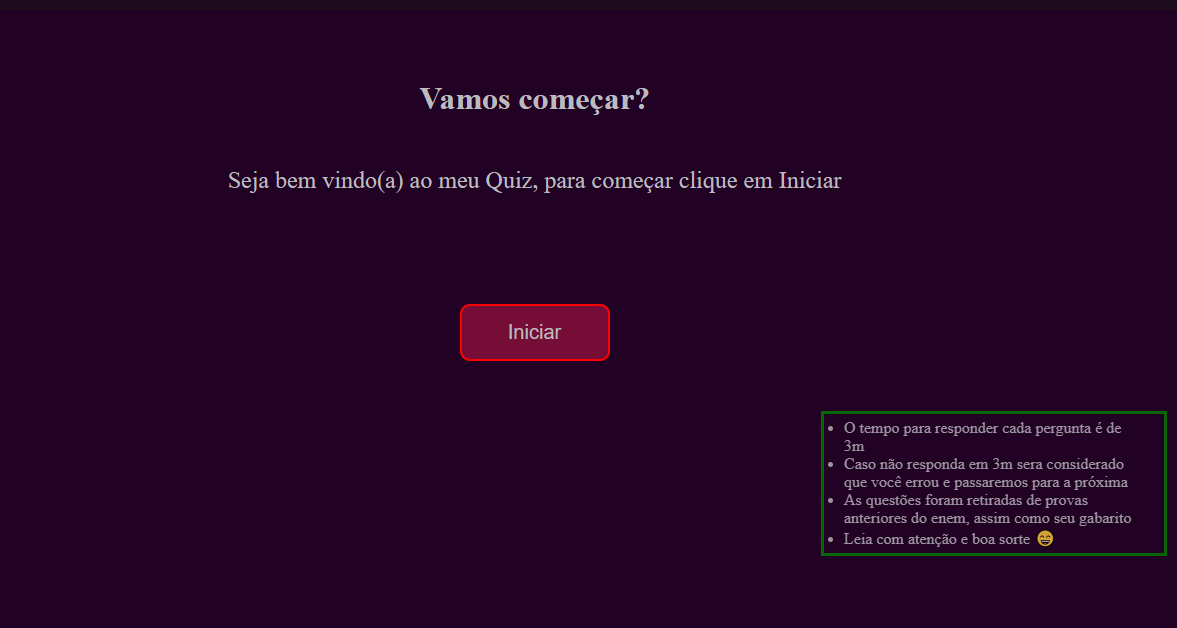 Vamos começar?
Seja bem vindo(a) ao meu Quiz, para começar clique em Iniciar
Iniciar
• O tempo para responder cada pergunta é de
3m
• Caso não responda em 3m sera considerado
que você errou e passaremos para a próxima
• As questões foram retiradas de provas
anteriores do enem, assim como seu gabarito
• Leia com atenção e boa sorte 😄